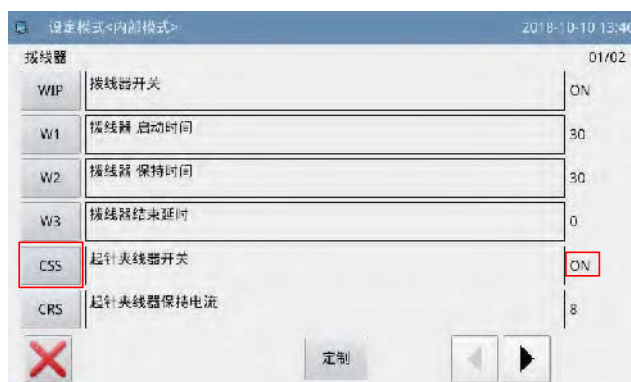 设定模式<内部模式> 2018-10-10 13:46
拨线器 01/02
WIP 拨线器开关 ON
W1 拨线器 启动时间 30
W2 拨线器 保持时间 30
W3 拨线器结束延时 0
CSS 起针夹线器开关 ON
CRS 起针夹线器保持电流 8
定制